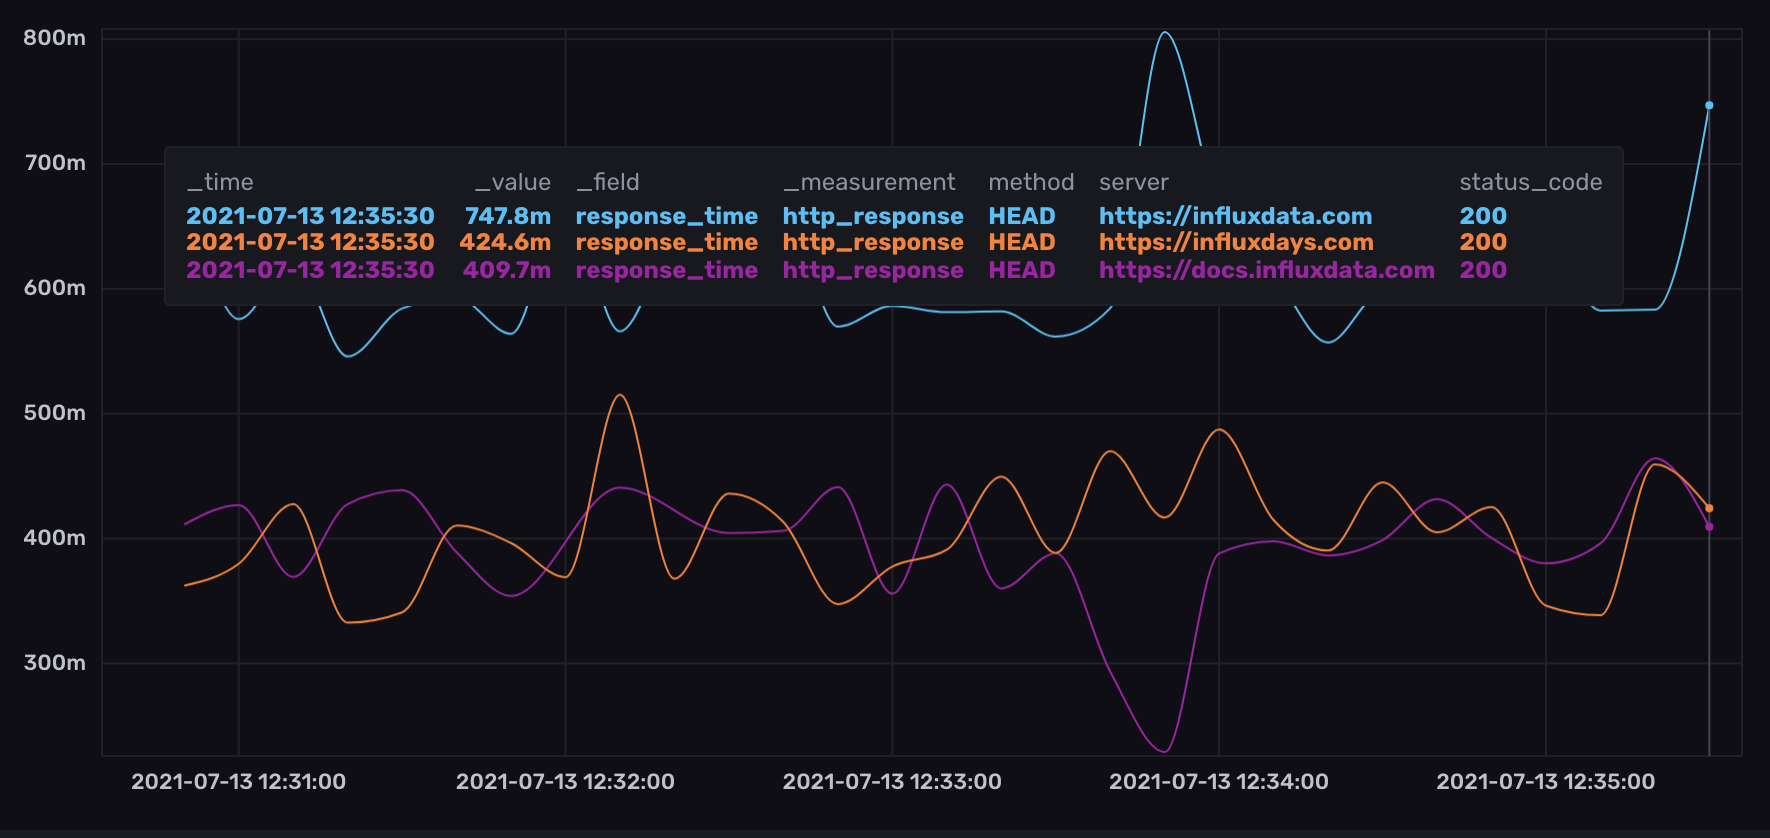 800m
700m
600m
500m
400m
300m
_time _value _field _measurement method server status_code
2021-07-13 12:35:30 747.8m response_time http_response HEAD https://influxdata.com 200
2021-07-13 12:35:30 424.6m response_time http_response HEAD https://influxdays.com 200
2021-07-13 12:35:30 409.7m response_time http_response HEAD https://docs.influxdata.com 200
2021-07-13 12:31:00 2021-07-13 12:32:00 2021-07-13 12:33:00 2021-07-13 12:34:00 2021-07-13 12:35:00